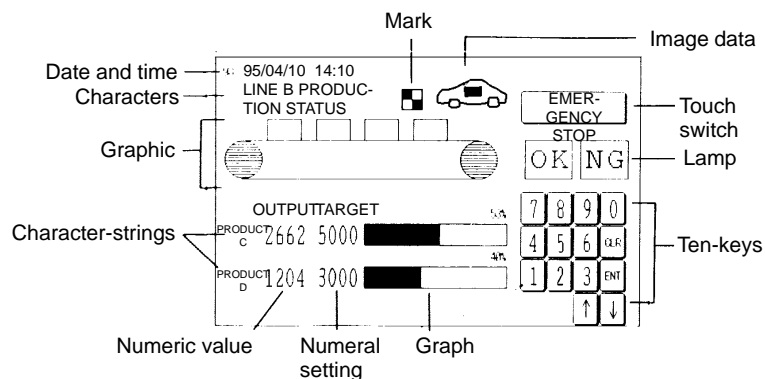 Mark
Image data
Date and time
95/04/10 14:10
Characters
LINE B PRODUC-
TION STATUS
EMER-
GENCY
STOP
Touch
switch
Graphic
OK NG
Lamp
OUTPUTTARGET
50%
7 8 9 0
Character-strings
PRODUCT
C
2662 5000
4 5 6 CLR
Ten-keys
40%
PRODUCT
D
1204 3000
1 2 3 ENT
↑ ↓
Numeric value
Numeral
setting
Graph